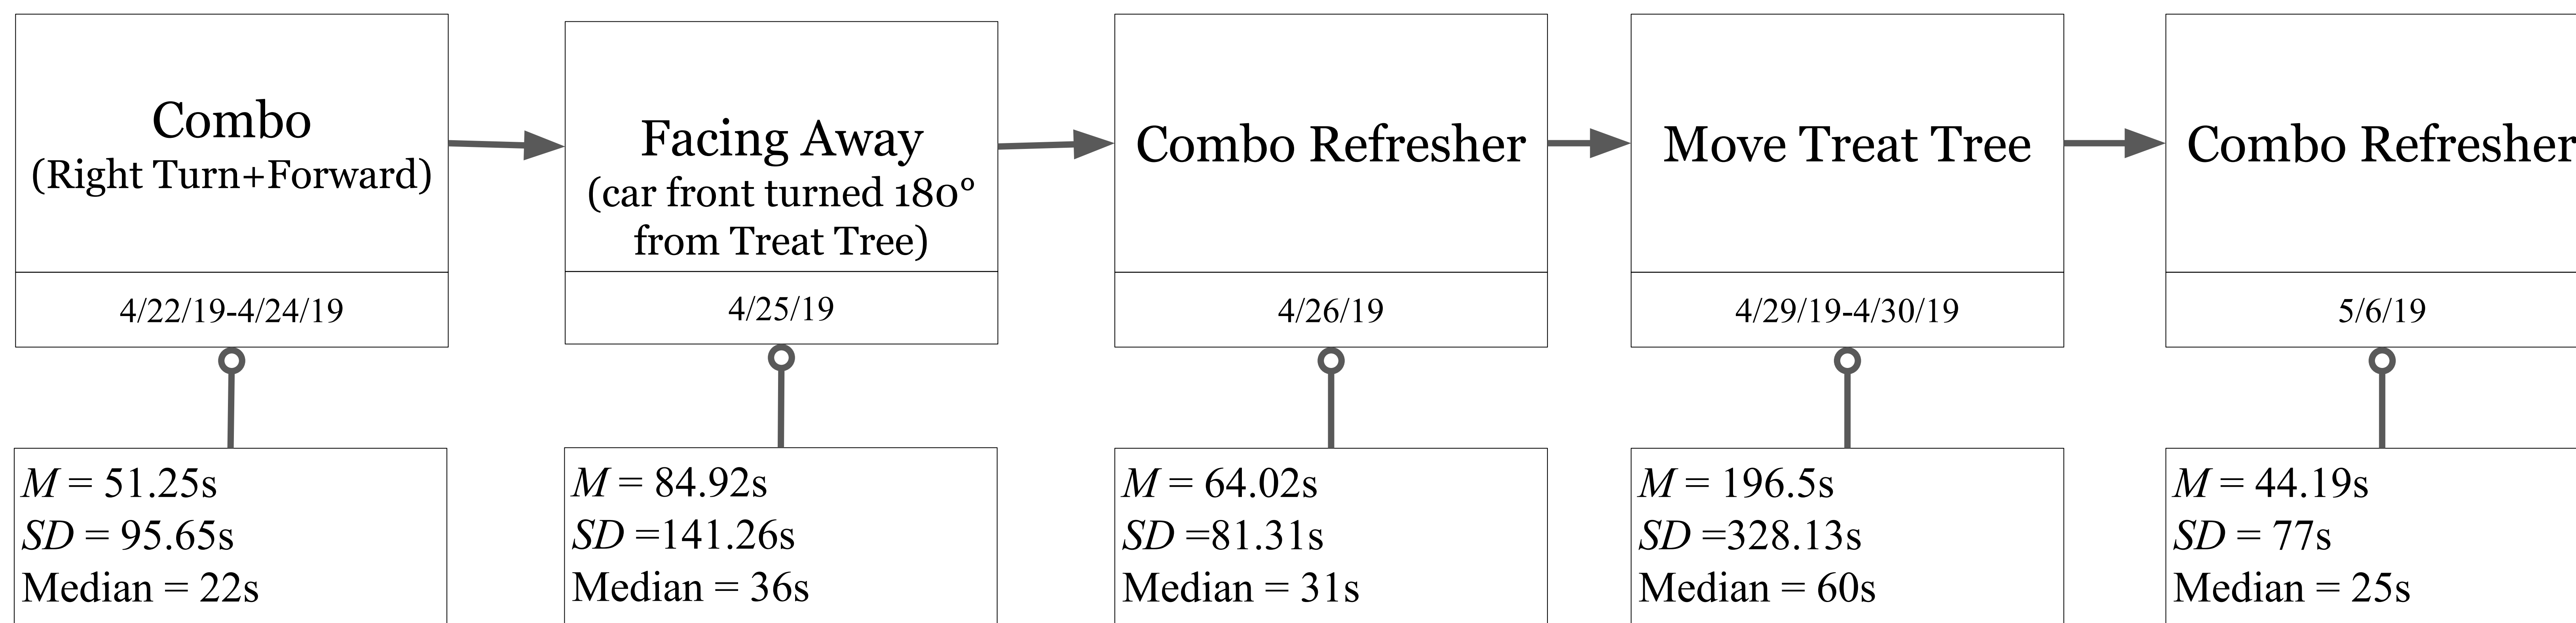 Combo
(Right Turn+Forward)
4/22/19-4/24/19
Facing Away
(car front turned 180°
from Treat Tree)
4/25/19
Combo Refresher
4/26/19
Move Treat Tree
4/29/19-4/30/19
Combo Refresher
5/6/19
M = 51.25s
SD = 95.65s
Median = 22s
M = 84.92s
SD =141.26s
Median = 36s
M = 64.02s
SD =81.31s
Median = 31s
M = 196.5s
SD =328.13s
Median = 60s
M = 44.19s
SD = 77s
Median = 25s